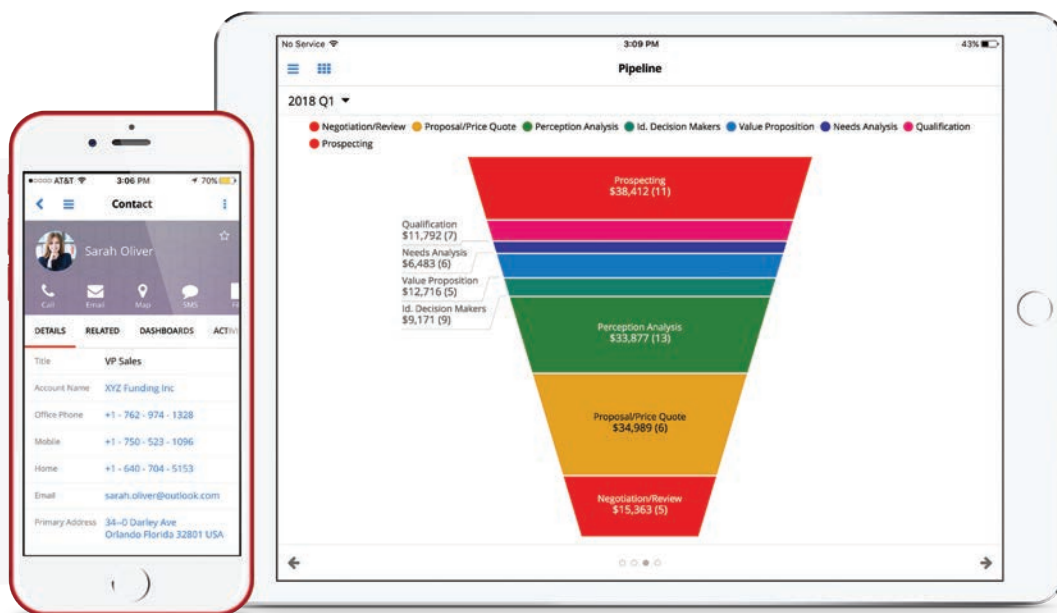 No Service 3:09 PM 43%
Pipeline
2018 Q1
Negotiation/Review Proposal/Price Quote Perception Analysis Id. Decision Makers Value Proposition Needs Analysis Qualification
Prospecting
Prospecting
$38,412 (11)
Qualification
$11,792 (7)
Needs Analysis
$6,483 (6)
Value Proposition
$12,716 (5)
Id. Decision Makers
$9,171 (9)
Perception Analysis
$33,877 (13)
Proposal/Price Quote
$34,989 (6)
Negotiation/Review
$15,363 (5)
AT&T 3:06 PM 70%
Contact
Sarah Oliver
Call Email Map SMS
DETAILS RELATED DASHBOARDS ACTIVI
Title VP Sales
Account Name XYZ Funding Inc
Office Phone +1 - 762 - 974 - 1328
Mobile +1 - 750 - 523 - 1096
Home +1 - 640 - 704 - 5153
Email sarah.oliver@outlook.com
Primary Address 34--0 Darley Ave
Orlando Florida 32801 USA